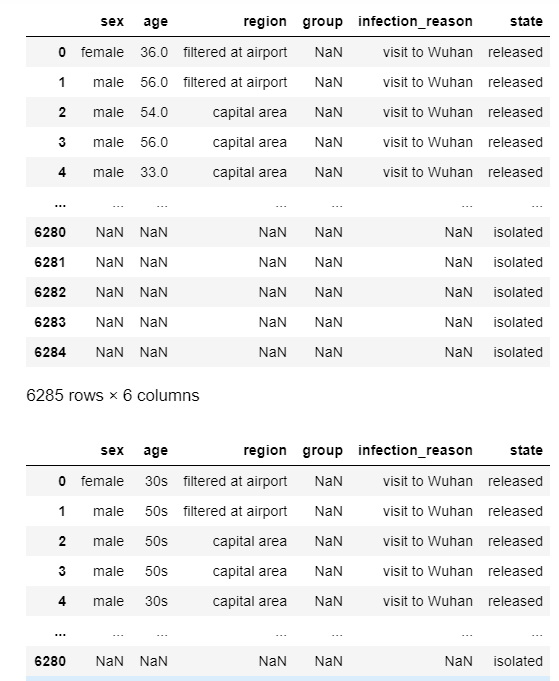 sex age region group infection_reason state
0 female 36.0 filtered at airport NaN visit to Wuhan released
1 male 56.0 filtered at airport NaN visit to Wuhan released
2 male 54.0 capital area NaN visit to Wuhan released
3 male 56.0 capital area NaN visit to Wuhan released
4 male 33.0 capital area NaN visit to Wuhan released
... ... ... ... ... ... ...
6280 NaN NaN NaN NaN NaN isolated
6281 NaN NaN NaN NaN NaN isolated
6282 NaN NaN NaN NaN NaN isolated
6283 NaN NaN NaN NaN NaN isolated
6284 NaN NaN NaN NaN NaN isolated
6285 rows × 6 columns
sex age region group infection_reason state
0 female 30s filtered at airport NaN visit to Wuhan released
1 male 50s filtered at airport NaN visit to Wuhan released
2 male 50s capital area NaN visit to Wuhan released
3 male 50s capital area NaN visit to Wuhan released
4 male 30s capital area NaN visit to Wuhan released
... ... ... ... ... ... ...
6280 NaN NaN NaN NaN NaN isolated